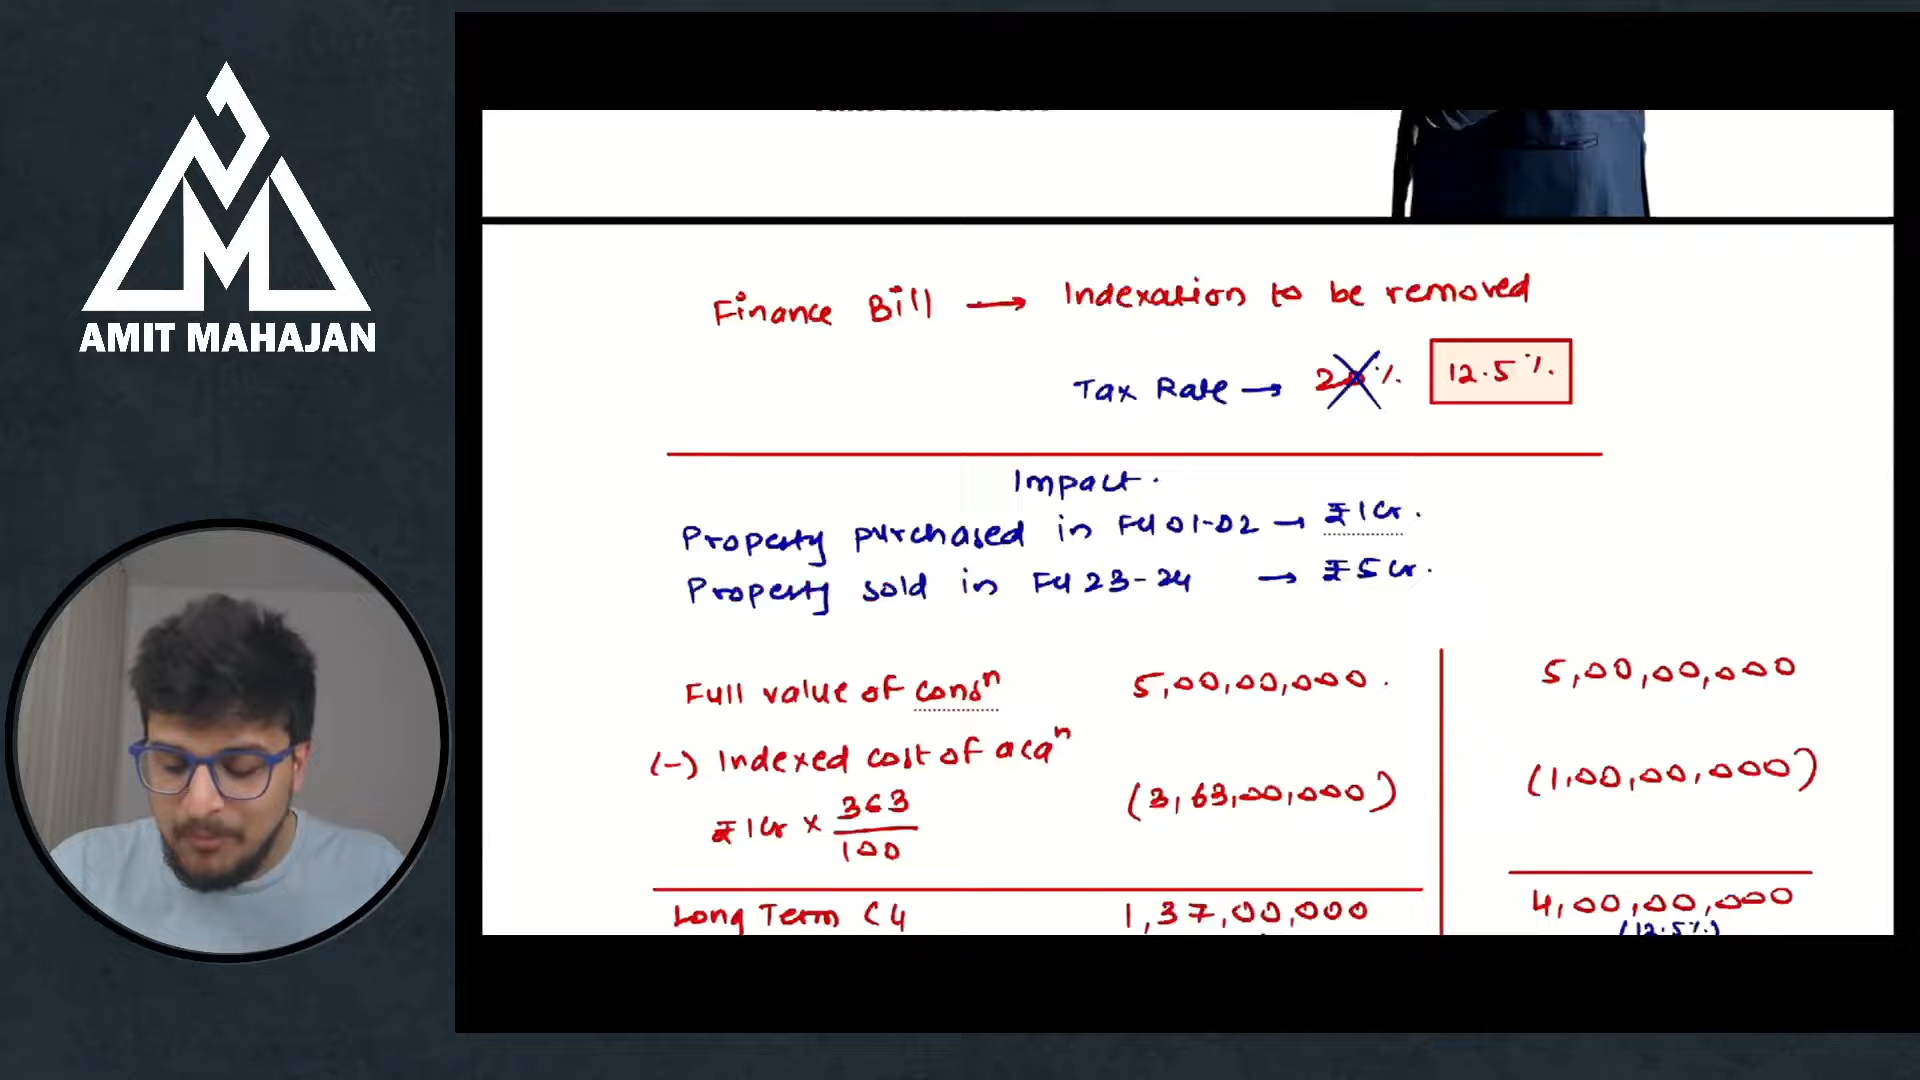 AMIT MAHAJAN
Finance Bill → Indexation to be removed
Tax Rate → 20% 12.5%
Impact.
Property purchased in FY 01-02 → ₹1Cr.
Property sold in FY 23-24 → ₹5Cr.
Full value of consⁿ 5,00,00,000. 5,00,00,000
(-) Indexed cost of acqⁿ
(3,63,00,000) (1,00,00,000)
₹1Cr × 363
100
Long Term CG 1,37,00,000 4,00,00,000
(12.5%)